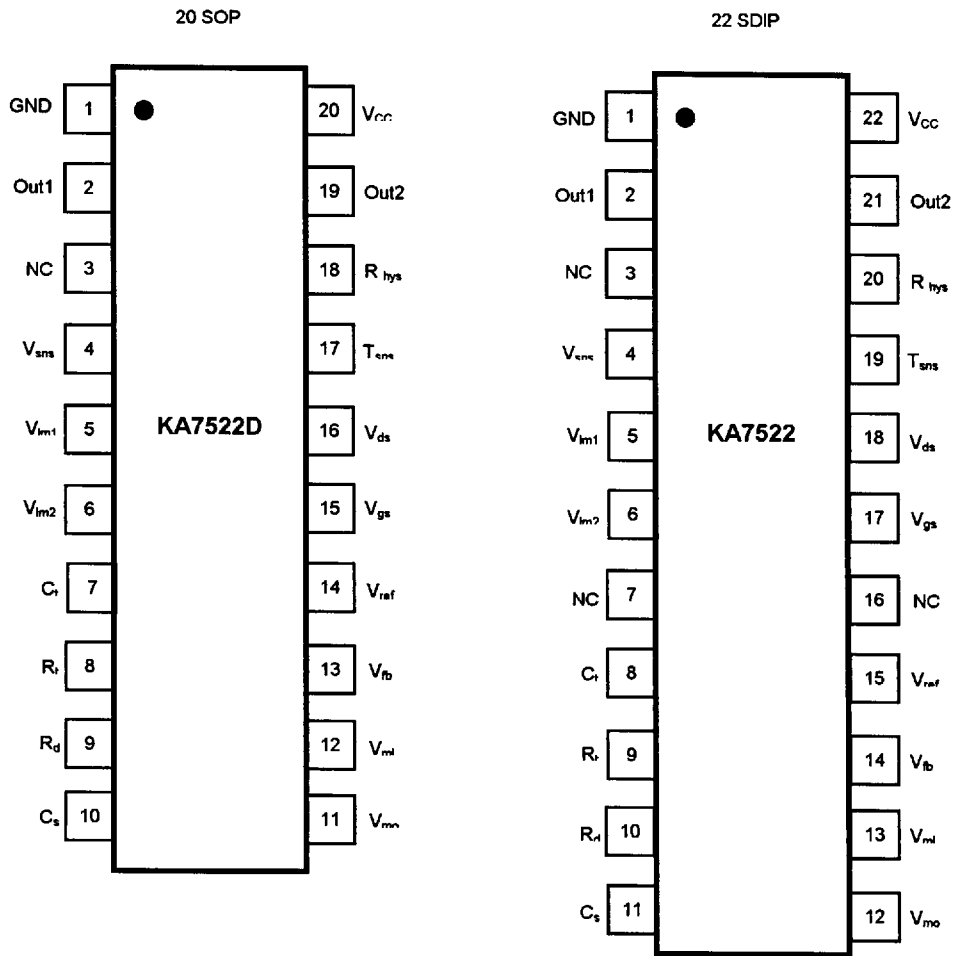 20 SOP
GND 1 20 VCC
Out1 2 19 Out2
NC 3 18 R hys
Vsns 4 17 Tsns
Vlm1 5 KA7522D 16 Vds
Vlm2 6 15 Vgs
Ct 7 14 Vref
Rt 8 13 Vfb
Rd 9 12 VmI
Cs 10 11 Vmo
22 SDIP
GND 1 22 VCC
Out1 2 21 Out2
NC 3 20 R hys
Vsns 4 19 Tsns
Vlm1 5 KA7522 18 Vds
Vlm2 6 17 Vgs
NC 7 16 NC
Ct 8 15 Vref
Rt 9 14 Vfb
Rd 10 13 VmI
Cs 11 12 Vmo